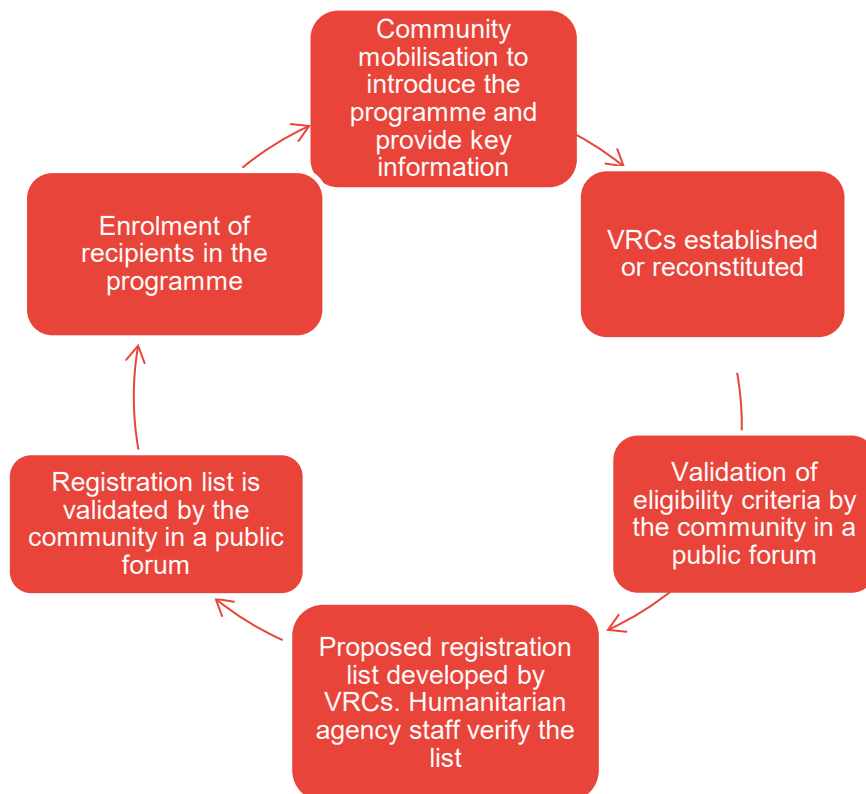 Community
mobilisation to
introduce the
programme and
provide key
information
VRCs established
or reconstituted
Validation of
eligibility criteria by
the community in a
public forum
Proposed registration
list developed by
VRCs. Humanitarian
agency staff verify the
list
Registration list is
validated by the
community in a public
forum
Enrolment of
recipients in the
programme